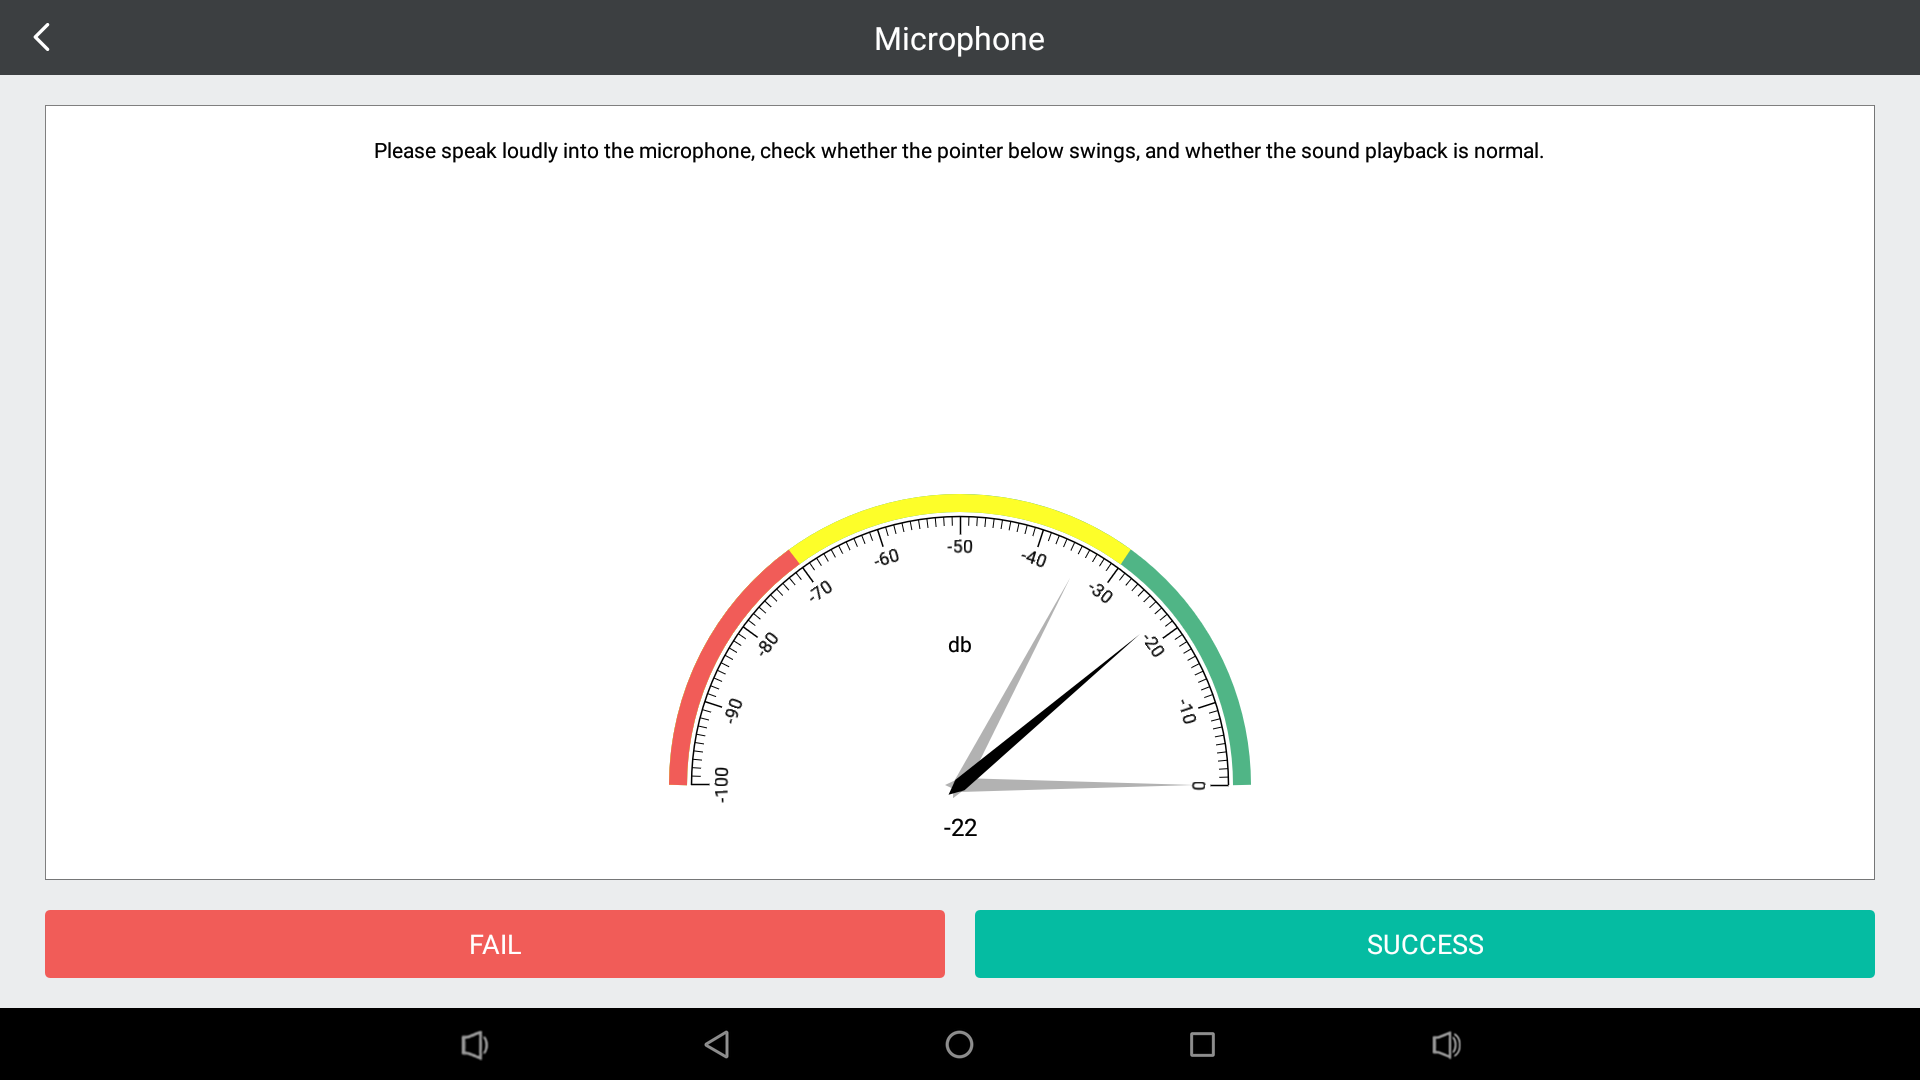 Microphone
Please speak loudly into the microphone, check whether the pointer below swings, and whether the sound playback is normal.
-100
-90
-80
-70
-60
-50
-40
-30
-20
-10
0
db
-22
FAIL
SUCCESS